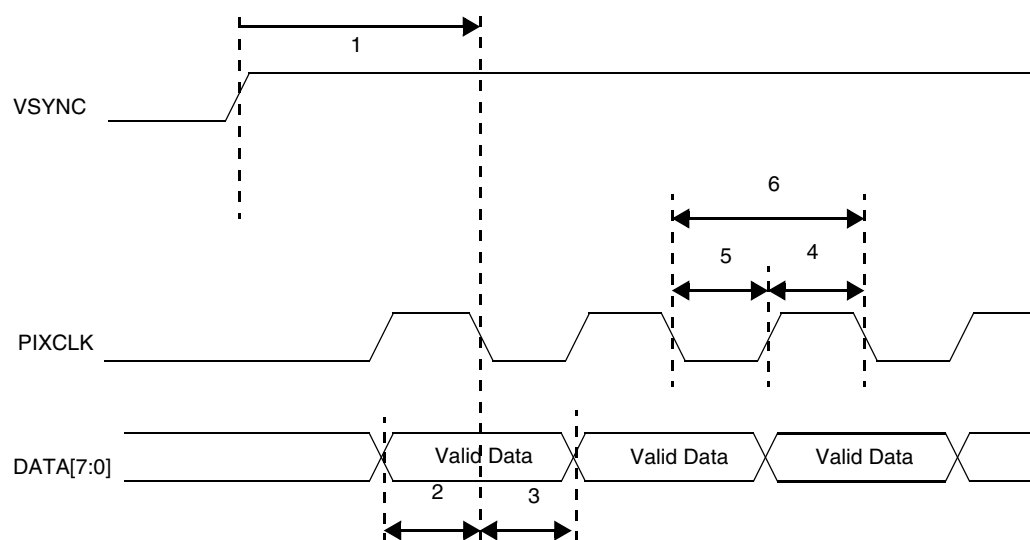 1
VSYNC
6
5
4
PIXCLK
DATA[7:0]
Valid Data
Valid Data
Valid Data
2
3